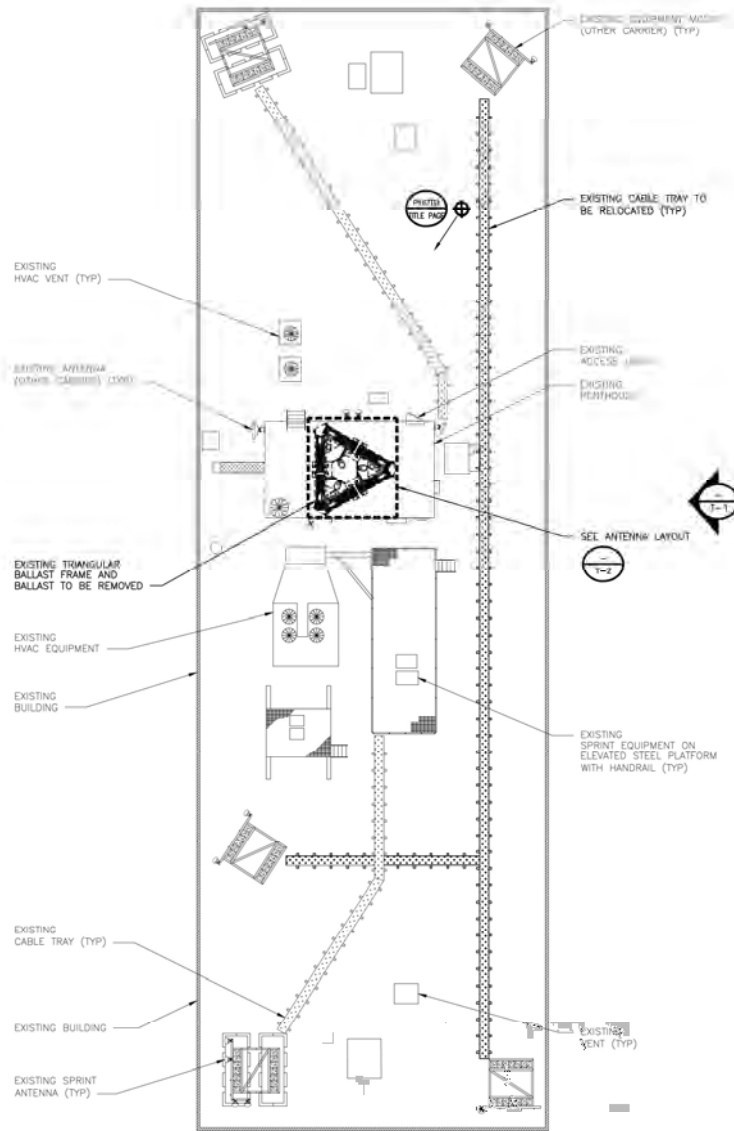 EXISTING EQUIPMENT MOUNT
(OTHER CARRIER) (TYP)
PHOTO
TITLE PAGE
EXISTING CABLE TRAY TO
BE RELOCATED (TYP)
EXISTING
HVAC VENT (TYP)
EXISTING ANTENNA
(OTHER CARRIER) (TYP)
EXISTING
ACCESS
EXISTING
PENTHOUSE
T-1
SEE ANTENNA LAYOUT
T-2
EXISTING TRIANGULAR
BALLAST FRAME AND
BALLAST TO BE REMOVED
EXISTING
HVAC EQUIPMENT
EXISTING
BUILDING
EXISTING
SPRINT EQUIPMENT ON
ELEVATED STEEL PLATFORM
WITH HANDRAIL (TYP)
EXISTING
CABLE TRAY (TYP)
EXISTING BUILDING
EXISTING
VENT (TYP)
EXISTING SPRINT
ANTENNA (TYP)